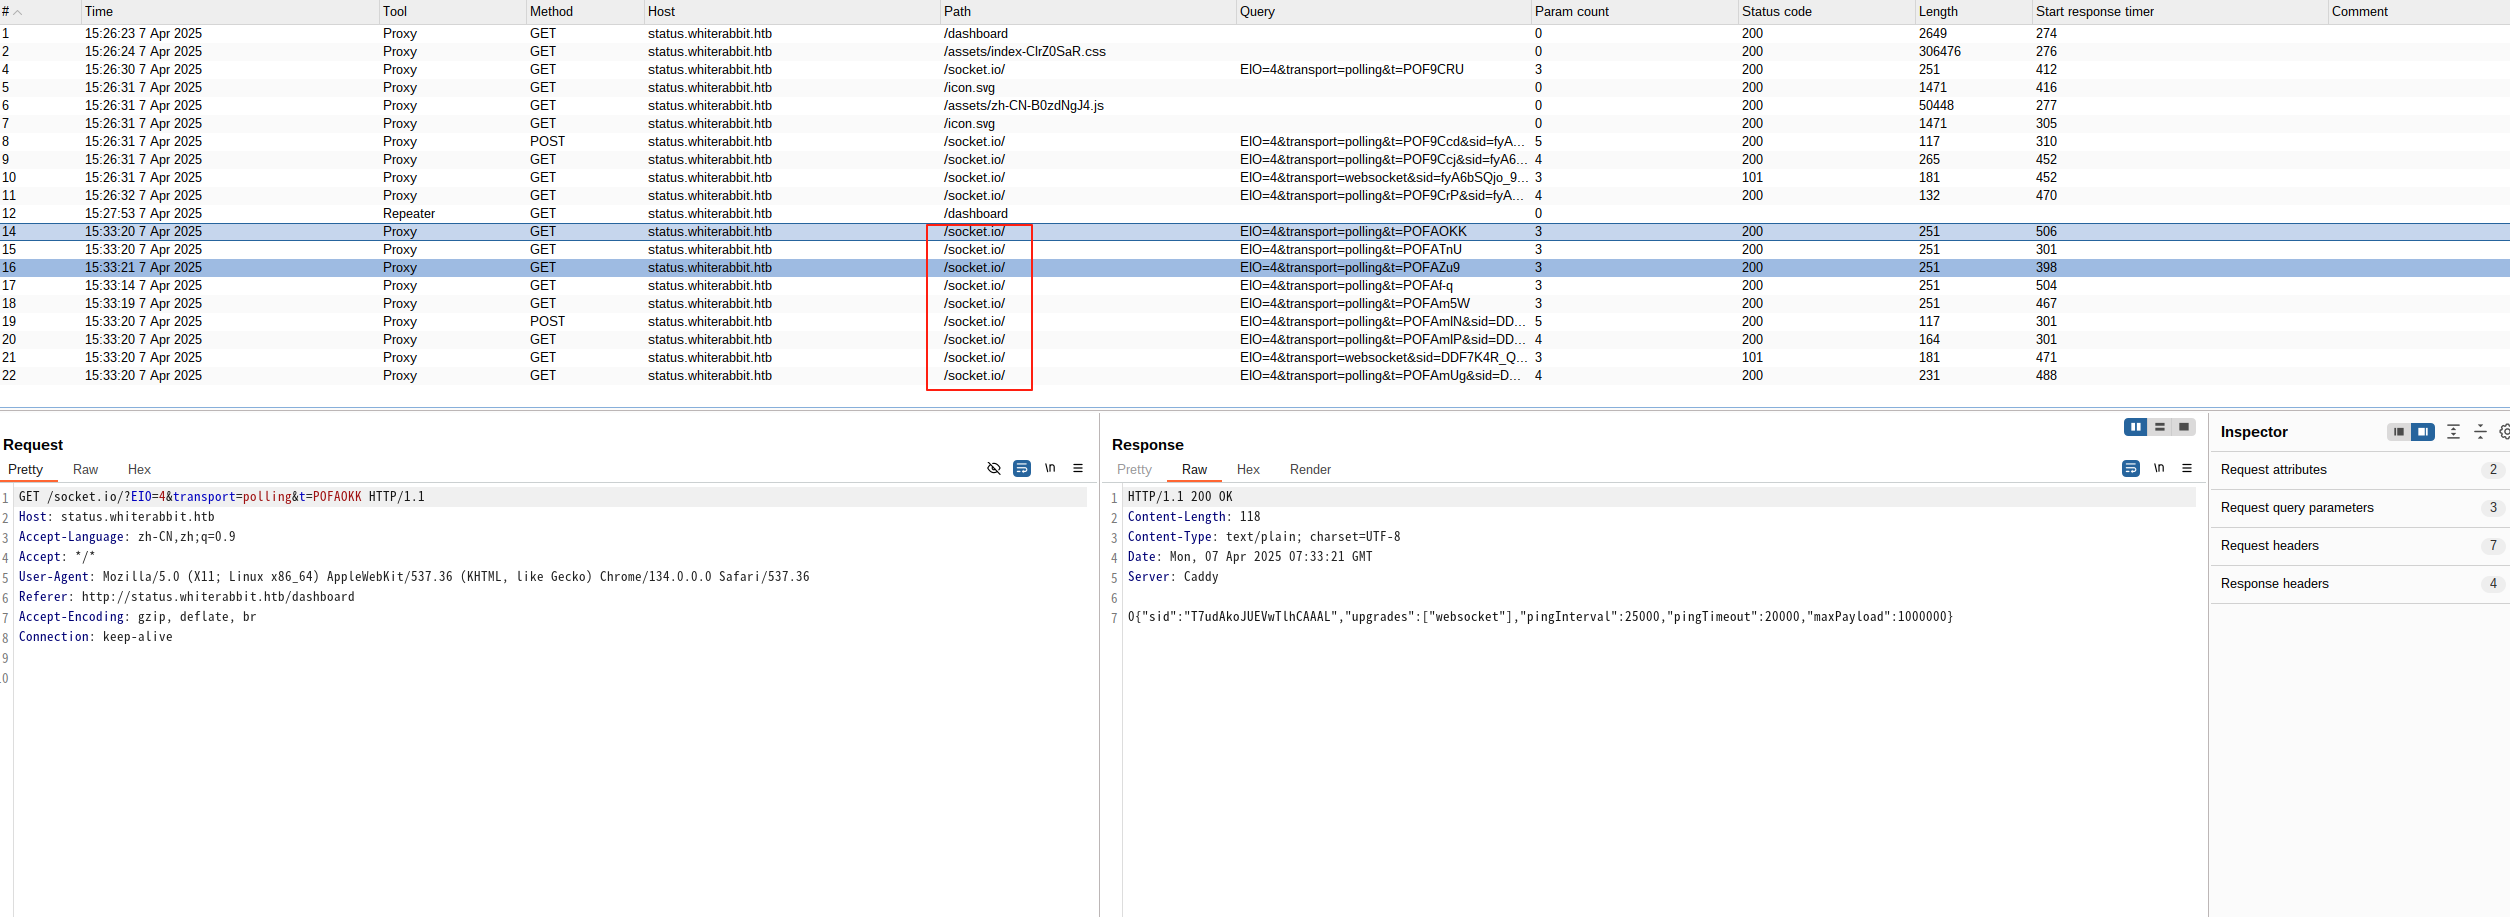 # Time Tool Method Host Path Query Param count Status code Length Start response timer Comment
1 15:26:23 7 Apr 2025 Proxy GET status.whiterabbit.htb /dashboard 0 200 2649 274
2 15:26:24 7 Apr 2025 Proxy GET status.whiterabbit.htb /assets/index-ClrZ0SaR.css 0 200 306476 276
4 15:26:30 7 Apr 2025 Proxy GET status.whiterabbit.htb /socket.io/ EIO=4&transport=polling&t=POF9CRU 3 200 251 412
5 15:26:31 7 Apr 2025 Proxy GET status.whiterabbit.htb /icon.svg 0 200 1471 416
6 15:26:31 7 Apr 2025 Proxy GET status.whiterabbit.htb /assets/zh-CN-B0zdNgJ4.js 0 200 50448 277
7 15:26:31 7 Apr 2025 Proxy GET status.whiterabbit.htb /icon.svg 0 200 1471 305
8 15:26:31 7 Apr 2025 Proxy POST status.whiterabbit.htb /socket.io/ EIO=4&transport=polling&t=POF9Ccd&sid=fyA... 5 200 117 310
9 15:26:31 7 Apr 2025 Proxy GET status.whiterabbit.htb /socket.io/ EIO=4&transport=polling&t=POF9Ccj&sid=fyA6... 4 200 265 452
10 15:26:31 7 Apr 2025 Proxy GET status.whiterabbit.htb /socket.io/ EIO=4&transport=websocket&sid=fyA6bSQjo_9... 3 101 181 452
11 15:26:32 7 Apr 2025 Proxy GET status.whiterabbit.htb /socket.io/ EIO=4&transport=polling&t=POF9CrP&sid=fyA... 4 200 132 470
12 15:27:53 7 Apr 2025 Repeater GET status.whiterabbit.htb /dashboard 0
14 15:33:20 7 Apr 2025 Proxy GET status.whiterabbit.htb /socket.io/ EIO=4&transport=polling&t=POFAOKK 3 200 251 506
15 15:33:20 7 Apr 2025 Proxy GET status.whiterabbit.htb /socket.io/ EIO=4&transport=polling&t=POFATnU 3 200 251 301
16 15:33:21 7 Apr 2025 Proxy GET status.whiterabbit.htb /socket.io/ EIO=4&transport=polling&t=POFAZu9 3 200 251 398
17 15:33:14 7 Apr 2025 Proxy GET status.whiterabbit.htb /socket.io/ EIO=4&transport=polling&t=POFAf-q 3 200 251 504
18 15:33:19 7 Apr 2025 Proxy GET status.whiterabbit.htb /socket.io/ EIO=4&transport=polling&t=POFAm5W 3 200 251 467
19 15:33:20 7 Apr 2025 Proxy POST status.whiterabbit.htb /socket.io/ EIO=4&transport=polling&t=POFAmIN&sid=DD... 5 200 117 301
20 15:33:20 7 Apr 2025 Proxy GET status.whiterabbit.htb /socket.io/ EIO=4&transport=polling&t=POFAmIP&sid=DD... 4 200 164 301
21 15:33:20 7 Apr 2025 Proxy GET status.whiterabbit.htb /socket.io/ EIO=4&transport=websocket&sid=DDF7K4R_Q... 3 101 181 471
22 15:33:20 7 Apr 2025 Proxy GET status.whiterabbit.htb /socket.io/ EIO=4&transport=polling&t=POFAmUg&sid=D... 4 200 231 488
Request
Pretty Raw Hex \n
1 GET /socket.io/?EIO=4&transport=polling&t=POFAOKK HTTP/1.1
2 Host: status.whiterabbit.htb
3 Accept-Language: zh-CN,zh;q=0.9
4 Accept: */*
5 User-Agent: Mozilla/5.0 (X11; Linux x86_64) AppleWebKit/537.36 (KHTML, like Gecko) Chrome/134.0.0.0 Safari/537.36
6 Referer: http://status.whiterabbit.htb/dashboard
7 Accept-Encoding: gzip, deflate, br
8 Connection: keep-alive
9
.0
Response
Pretty Raw Hex Render \n
1 HTTP/1.1 200 OK
2 Content-Length: 118
3 Content-Type: text/plain; charset=UTF-8
4 Date: Mon, 07 Apr 2025 07:33:21 GMT
5 Server: Caddy
6
7 0{"sid":"T7udAkoJUEVwTlhCAAAL","upgrades":["websocket"],"pingInterval":25000,"pingTimeout":20000,"maxPayload":1000000}
Inspector
Request attributes 2
Request query parameters 3
Request headers 7
Response headers 4